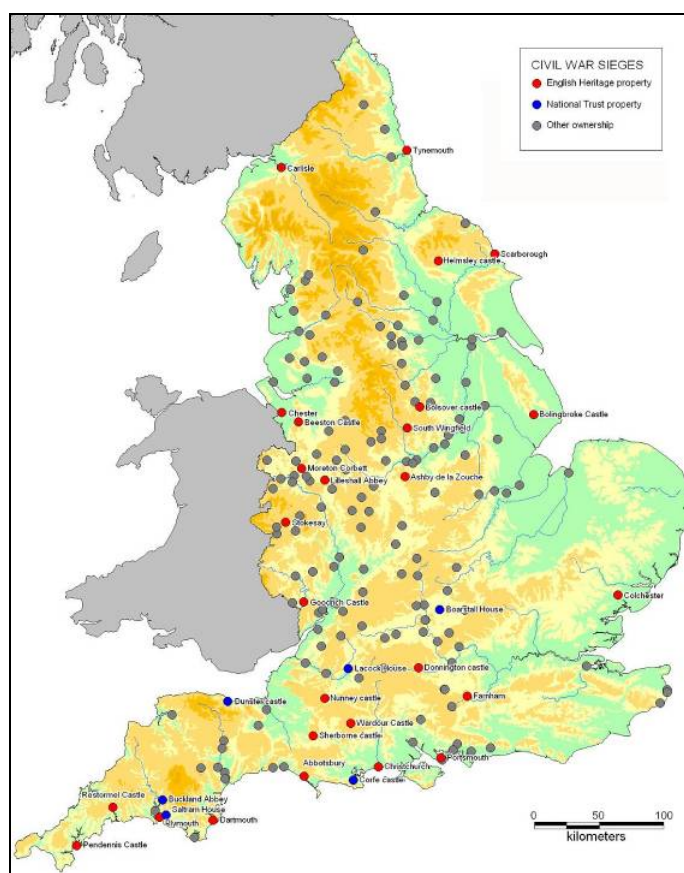 CIVIL WAR SIEGES
English Heritage property
National Trust property
Other ownership
Tynemouth
Carlisle
Scarborough
Helmsley castle
Chester
Beeston Castle
Bolsover castle
Bolingbroke Castle
South Wingfield
Moreton Corbett
Lilleshall Abbey
Ashby de la Zouche
Stokesay
Goodrich Castle
Boarstall House
Colchester
Lacock House
Donnington castle
Dunster castle
Nunney castle
Farnham
Wardour Castle
Sherborne castle
Portsmouth
Abbotsbury
Christchurch
Corfe castle
Restormel Castle
Buckland Abbey
Saltram House
Plymouth
Dartmouth
Pendennis Castle
0 50 100
kilometers